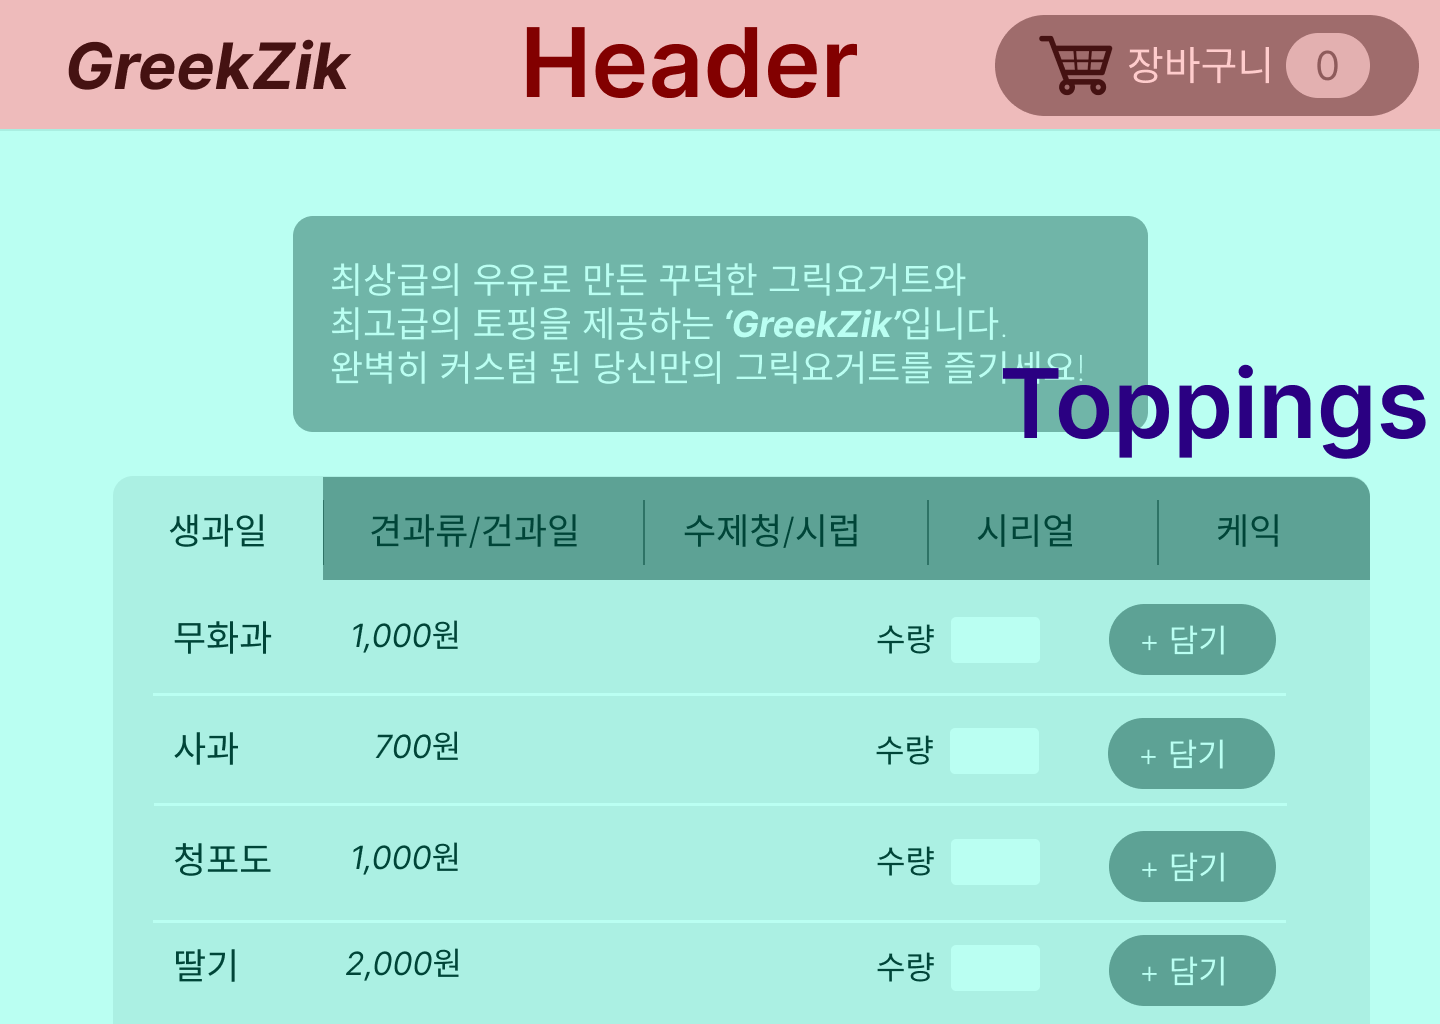 GreekZik
Header
장바구니 0
최상급의 우유로 만든 꾸덕한 그릭요거트와
최고급의 토핑을 제공하는 ‘GreekZik’입니다.
완벽히 커스텀 된 당신만의 그릭요거트를 즐기세요!
Toppings
생과일 견과류/건과일 수제청/시럽 시리얼 케익
무화과 1,000원 수량 + 담기
사과 700원 수량 + 담기
청포도 1,000원 수량 + 담기
딸기 2,000원 수량 + 담기